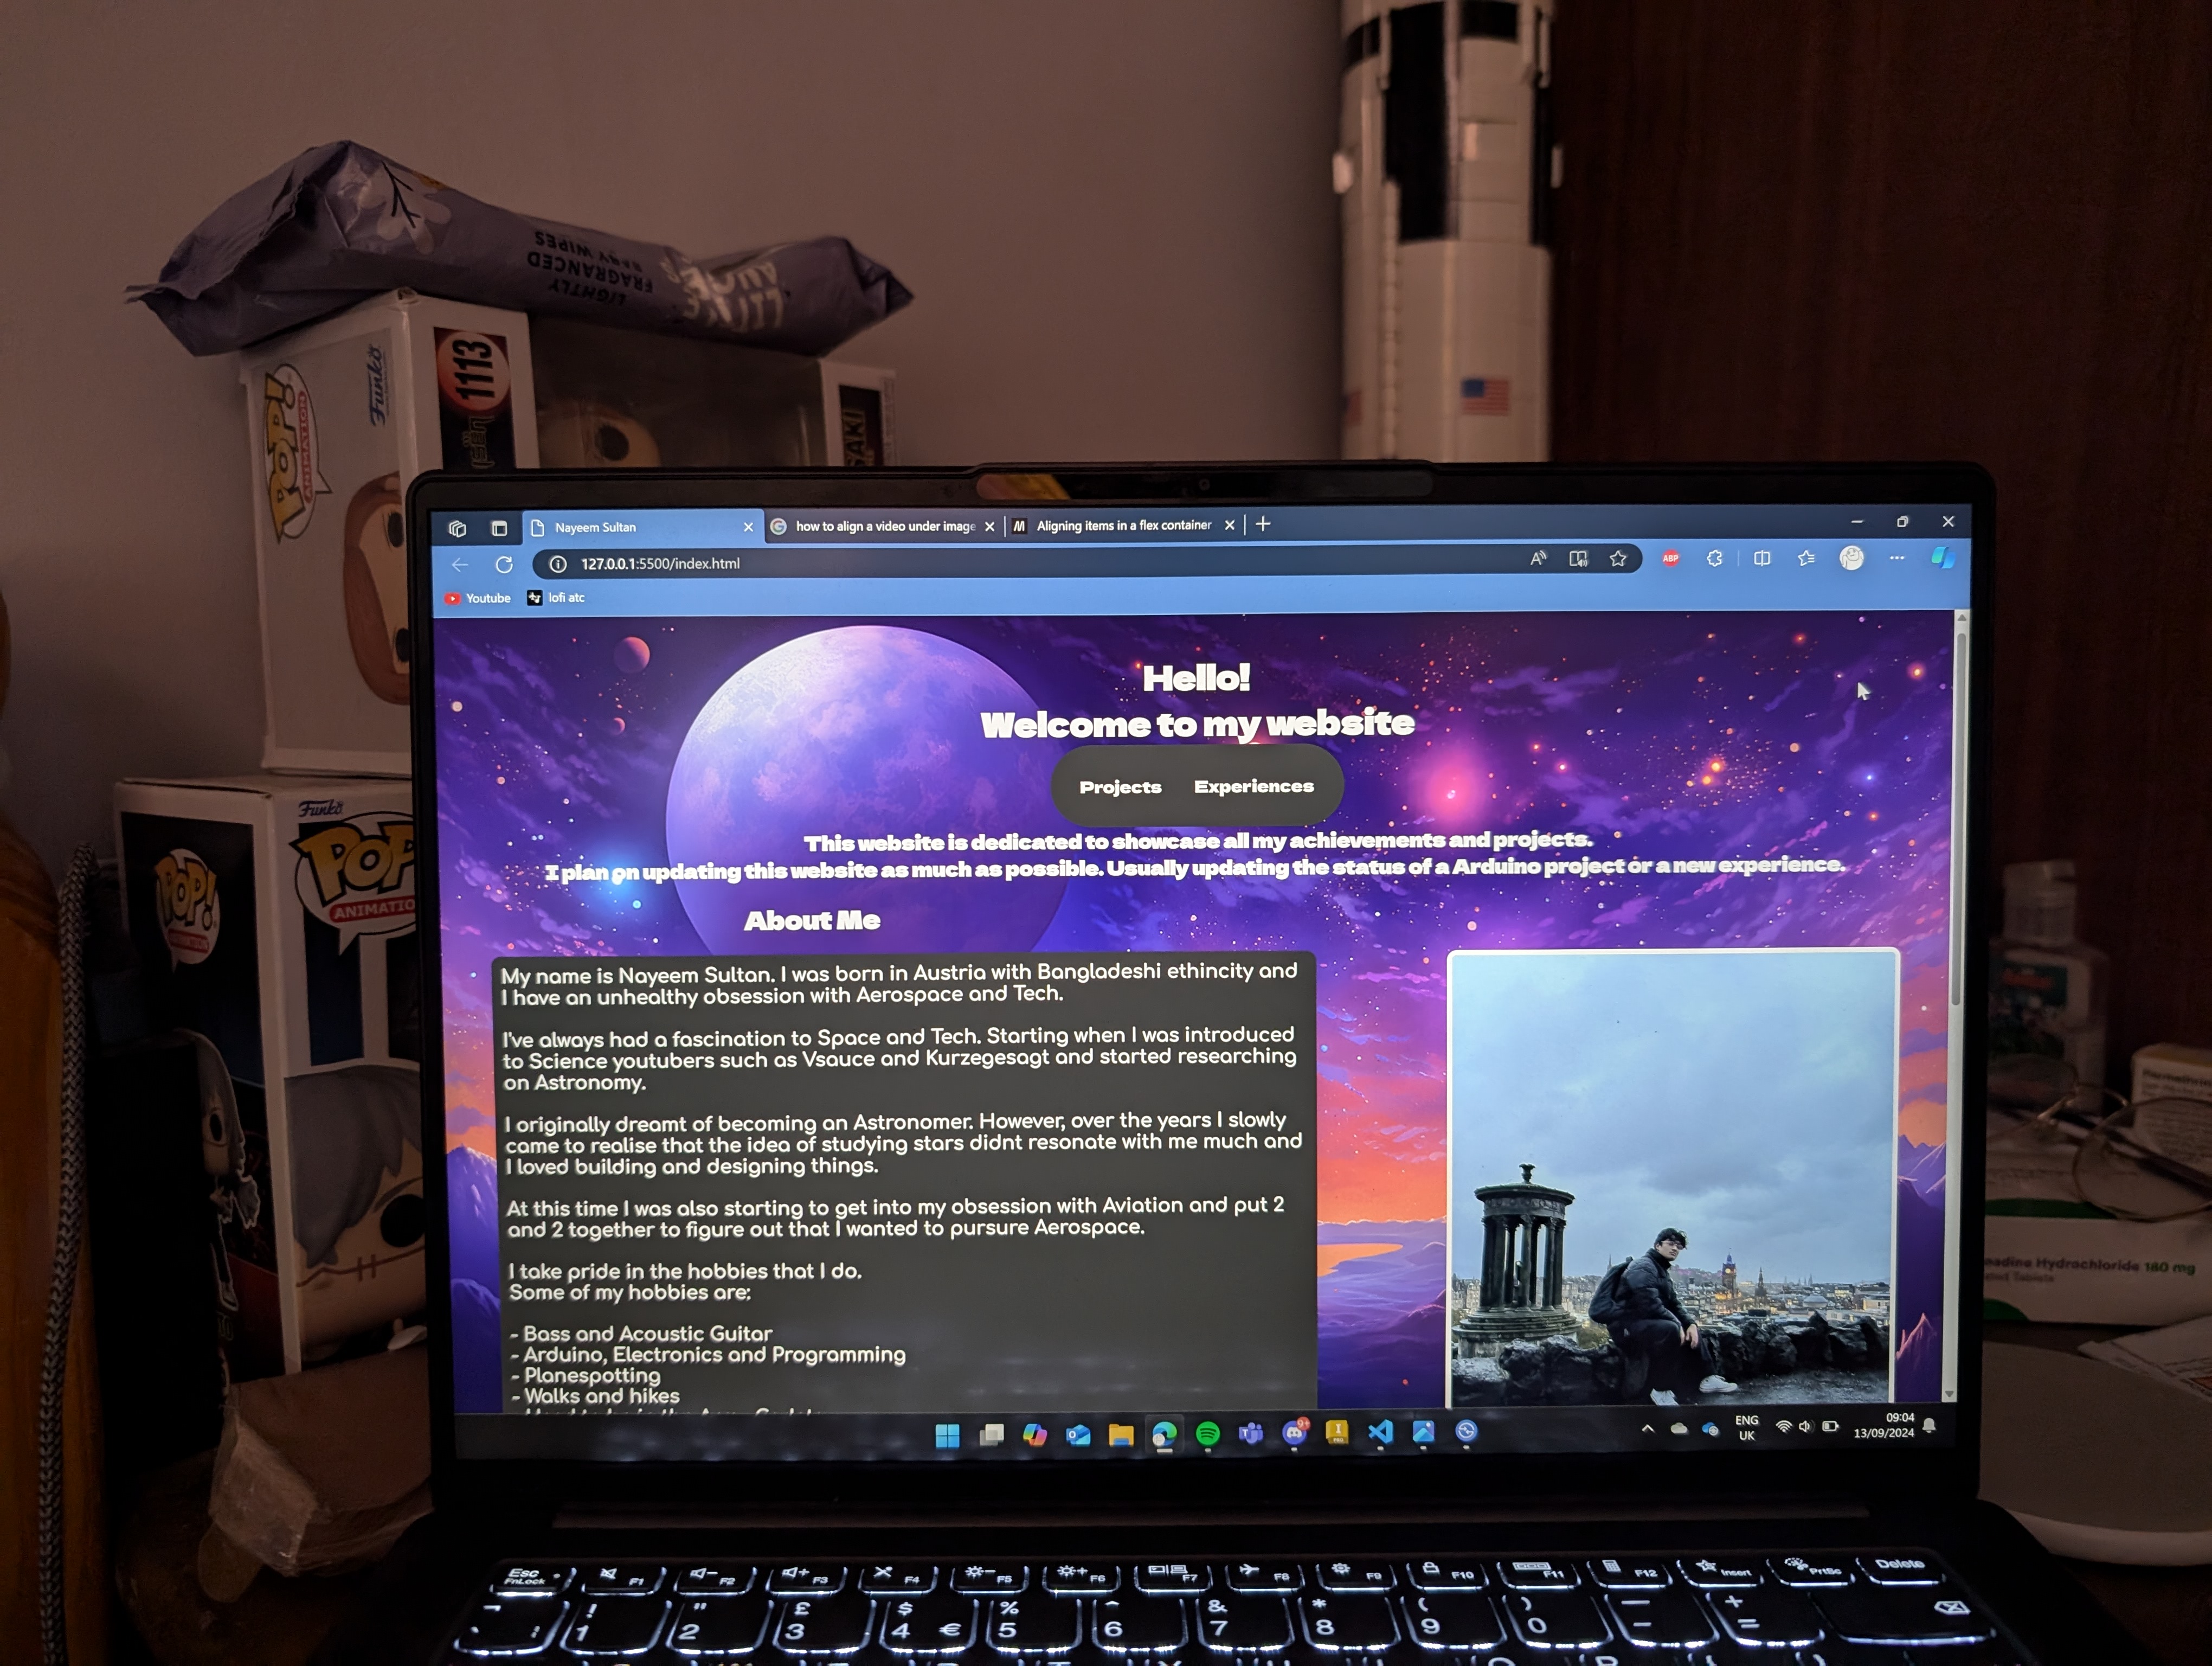 LITTLE
LIGHTLY
FRAGRANCED
BABY WIPES
POP!
ANIMATION
Funko
1113
SAKI
Funko
POP!
POP
ANIMATIO
Nayeem Sultan
how to align a video under image
Aligning items in a flex container
127.0.0.1:5500/index.html
ABP
Youtube
lofi atc
Hello!
Welcome to my website
Projects Experiences
This website is dedicated to showcase all my achievements and projects.
I plan on updating this website as much as possible. Usually updating the status of a Arduino project or a new experience.
About Me
My name is Nayeem Sultan. I was born in Austria with Bangladeshi ethincity and
I have an unhealthy obsession with Aerospace and Tech.
I've always had a fascination to Space and Tech. Starting when I was introduced
to Science youtubers such as Vsauce and Kurzegesagt and started researching
on Astronomy.
I originally dreamt of becoming an Astronomer. However, over the years I slowly
came to realise that the idea of studying stars didnt resonate with me much and
I loved building and designing things.
At this time I was also starting to get into my obsession with Aviation and put 2
and 2 together to figure out that I wanted to pursure Aerospace.
I take pride in the hobbies that I do.
Some of my hobbies are:
- Bass and Acoustic Guitar
- Arduino, Electronics and Programming
- Planespotting
- Walks and hikes
ENG
UK
09:04
13/09/2024
Hydrochloride 180 mg
Tablets
Esc F1 F2 F3 F4 F5 F6 F7 F8 F9 F10 F11 F12 Insert PrtSc Delete
FnLock
! " £ $ % ^ & * ( ) _ +
1 2 3 4 € 5 6 7 8 9 0 - =